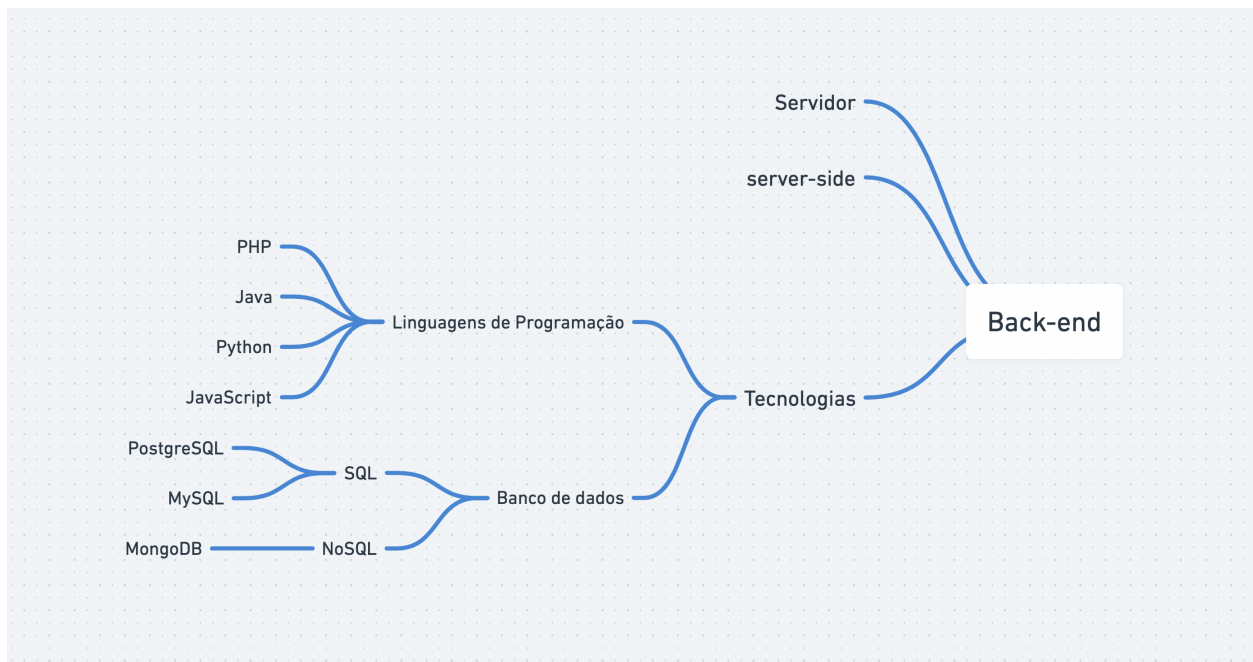 Servidor
server-side
PHP
Java
Linguagens de Programação
Back-end
Python
JavaScript
Tecnologias
PostgreSQL
SQL
MySQL
Banco de dados
MongoDB
NoSQL